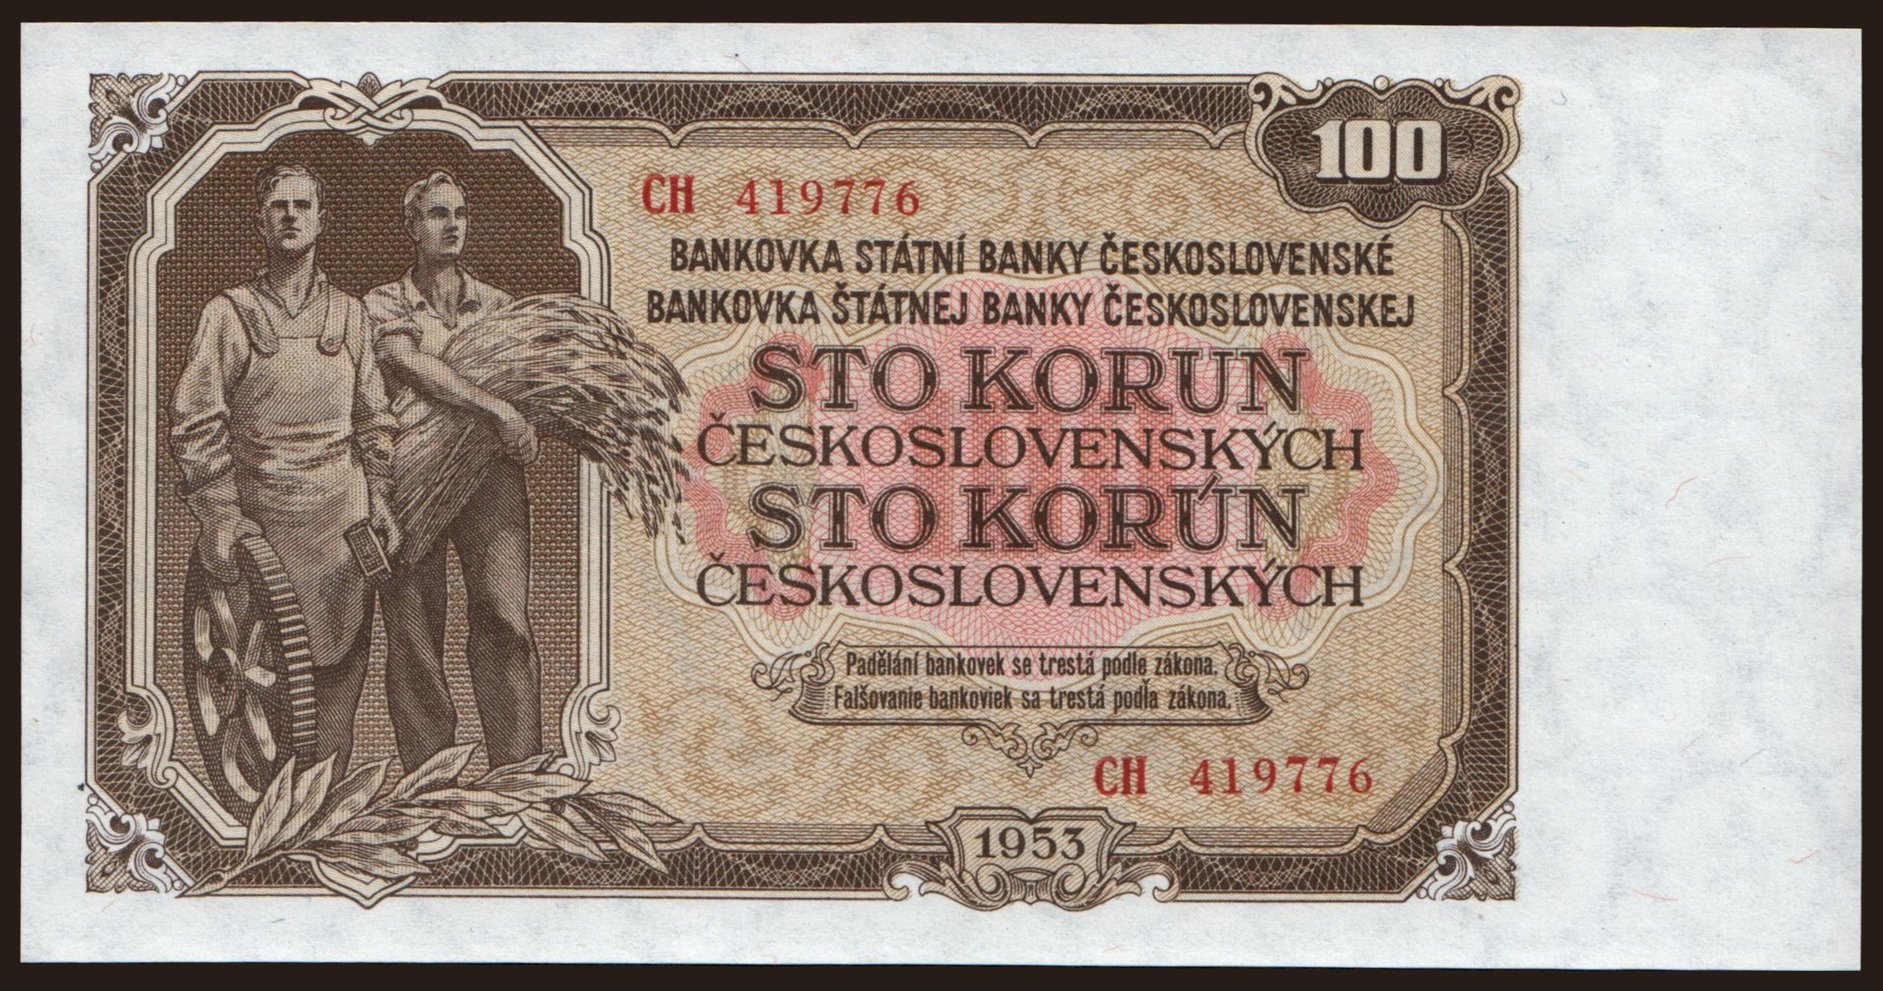 100
CH 419776
BANKOVKA STÁTNÍ BANKY ČESKOSLOVENSKÉ
BANKOVKA ŠTÁTNEJ BANKY ČESKOSLOVENSKEJ
STO KORUN
ČESKOSLOVENSKÝCH
STO KORÚN
ČESKOSLOVENSKÝCH
Padělání bankovek se trestá podle zákona.
Falšovanie bankoviek sa trestá podľa zákona.
CH 419776
1953